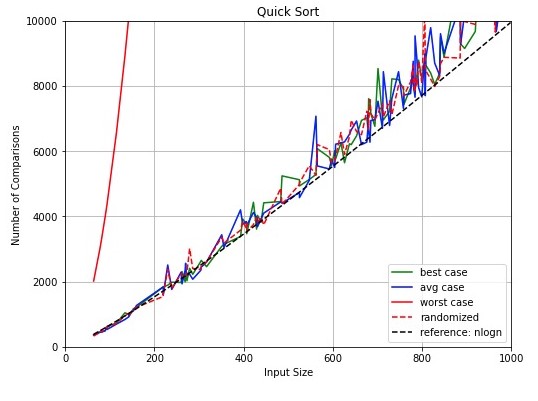 Quick Sort
Number of Comparisons
10000
8000
6000
4000
2000
0
best case
avg case
worst case
randomized
reference: nlogn
0 200 400 600 800 1000
Input Size